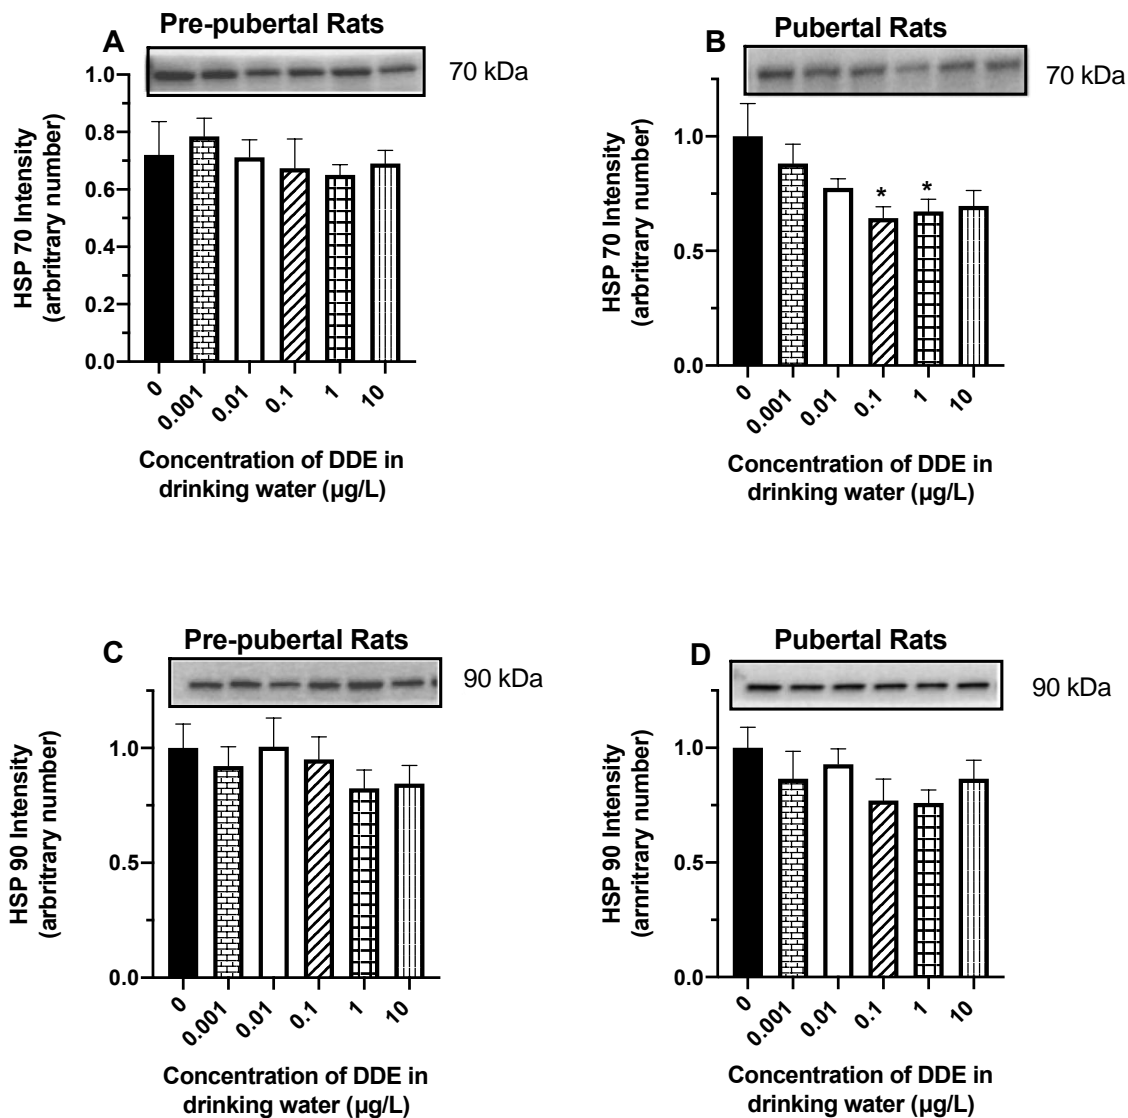 A
Pre-pubertal Rats
70 kDa
HSP 70 Intensity
(arbritrary number)
1.0
0.8
0.6
0.4
0.2
0.0
0
0.001
0.01
0.1
1
10
Concentration of DDE in
drinking water (µg/L)
B
Pubertal Rats
70 kDa
HSP 70 Intensity
(arbritrary number)
1.0
0.5
0.0
*
*
0
0.001
0.01
0.1
1
10
Concentration of DDE in
drinking water (µg/L)
C
Pre-pubertal Rats
90 kDa
HSP 90 Intensity
(arbritrary number)
1.0
0.5
0.0
0
0.001
0.01
0.1
1
10
Concentration of DDE in
drinking water (µg/L)
D
Pubertal Rats
90 kDa
HSP 90 Intensity
(arnritrary number)
1.0
0.5
0.0
0
0.001
0.01
0.1
1
10
Concentration of DDE in
drinking water (µg/L)